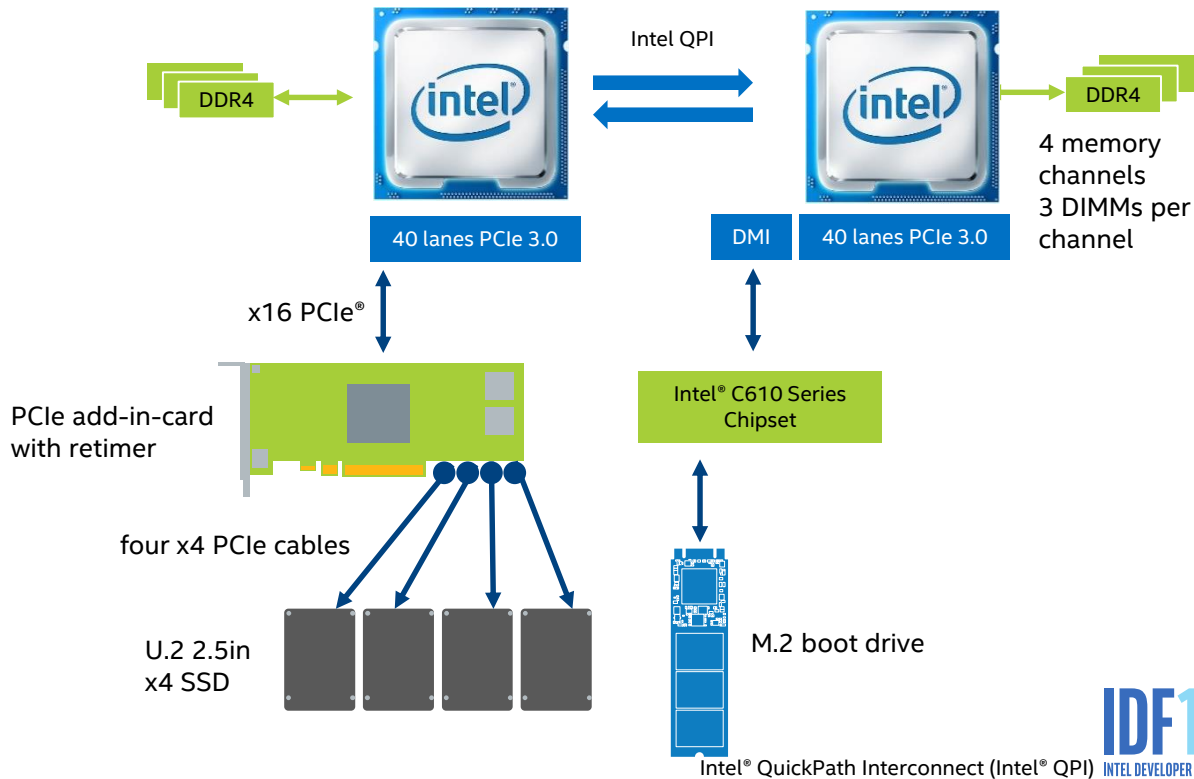 Intel QPI
DDR4
intel
intel
DDR4
4 memory
channels
3 DIMMs per
channel
40 lanes PCIe 3.0
DMI
40 lanes PCIe 3.0
x16 PCIe®
PCIe add-in-card
with retimer
Intel® C610 Series
Chipset
four x4 PCIe cables
U.2 2.5in
x4 SSD
M.2 boot drive
Intel® QuickPath Interconnect (Intel® QPI)
IDF1
INTEL DEVELOPER